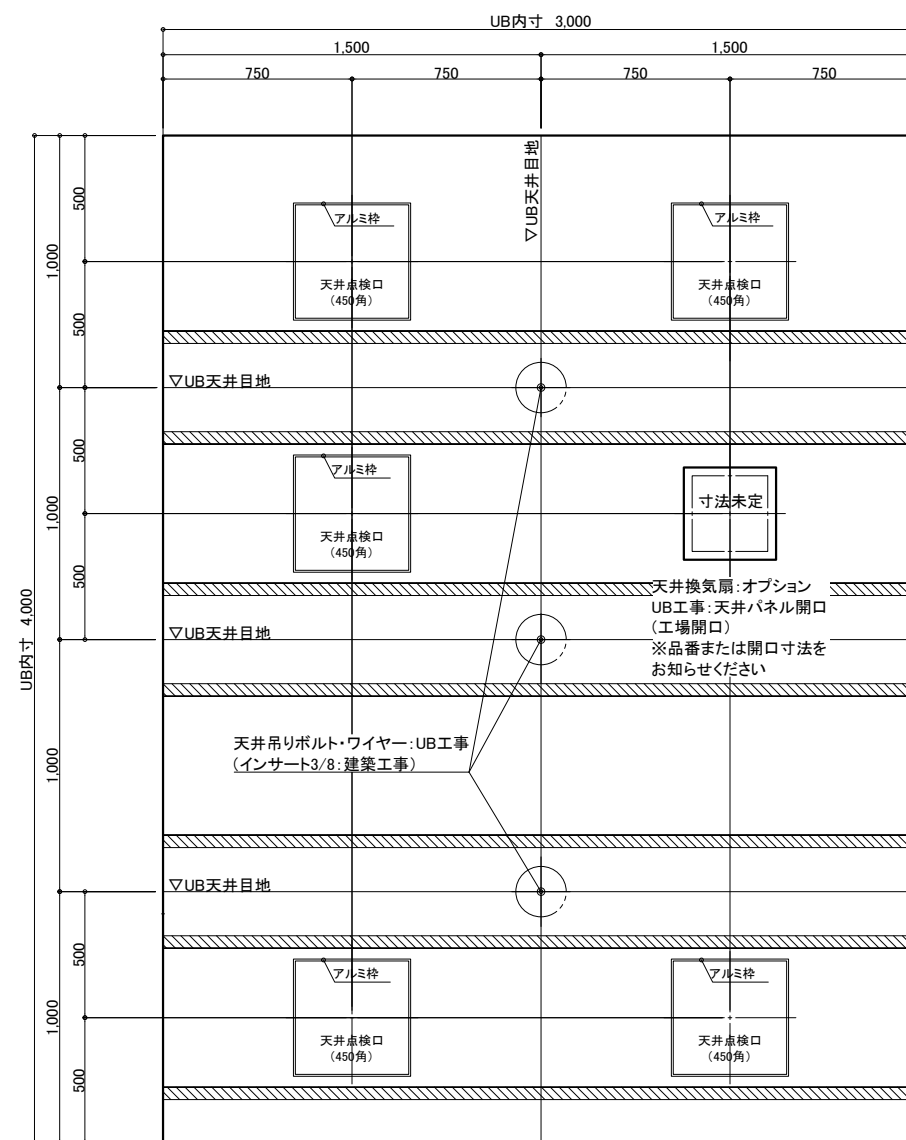 UB内寸 3,000
1,500
1,500
750
750
750
750
▽UB天井目地
500
1,000
500
アルミ枠
天井点検口
(450角)
アルミ枠
天井点検口
(450角)
▽UB天井目地
500
1,000
500
アルミ枠
天井点検口
(450角)
寸法未定
天井換気扇:オプション
UB工事:天井パネル開口
(工場開口)
※品番または開口寸法を
お知らせください
UB内寸 4,000
▽UB天井目地
天井吊りボルト・ワイヤー:UB工事
(インサート3/8:建築工事)
1,000
▽UB天井目地
500
1,000
500
アルミ枠
天井点検口
(450角)
アルミ枠
天井点検口
(450角)